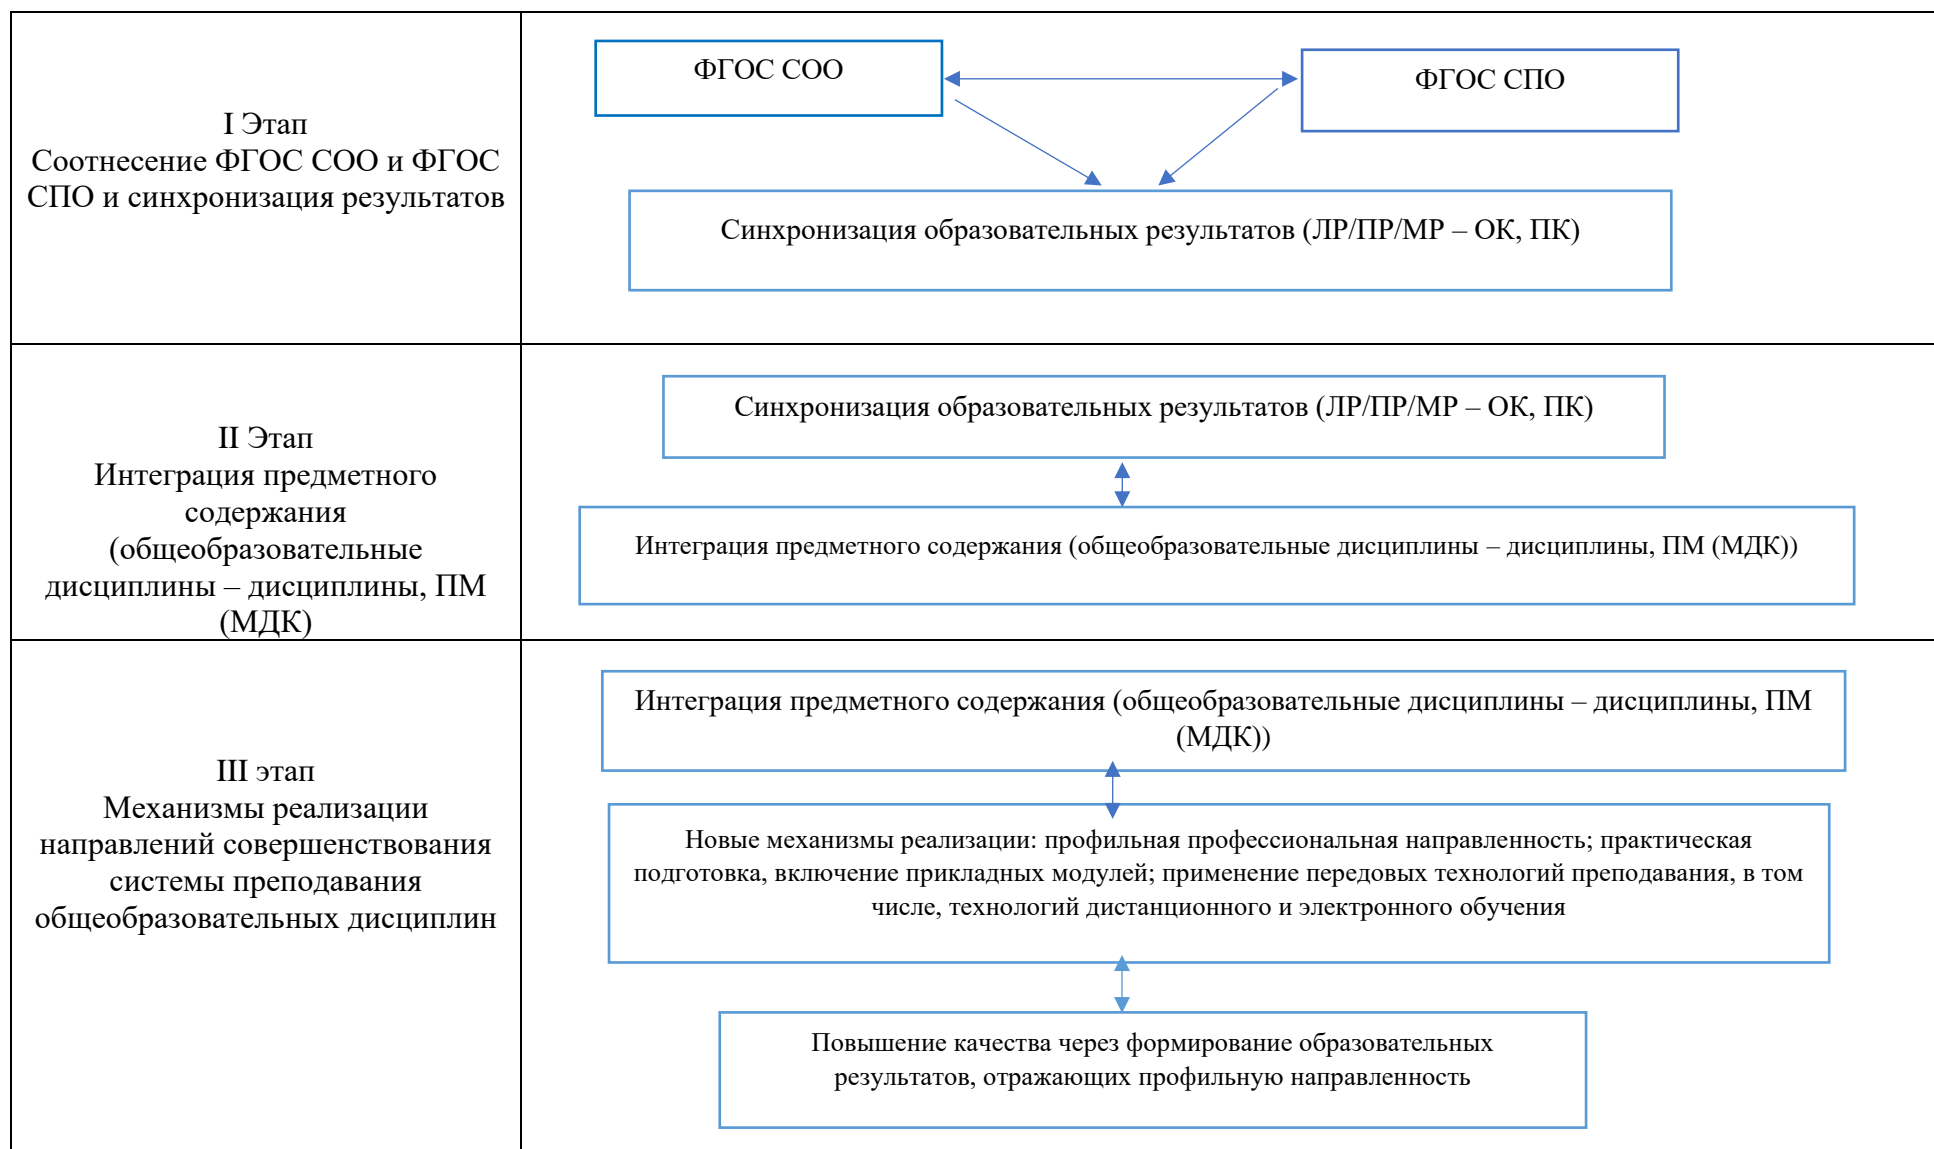 I Этап
Соотнесение ФГОС СОО и ФГОС
СПО и синхронизация результатов
ФГОС СОО
ФГОС СПО
Синхронизация образовательных результатов (ЛР/ПР/МР – ОК, ПК)
II Этап
Интеграция предметного
содержания
(общеобразовательные
дисциплины – дисциплины, ПМ
(МДК)
Синхронизация образовательных результатов (ЛР/ПР/МР – ОК, ПК)
Интеграция предметного содержания (общеобразовательные дисциплины – дисциплины, ПМ (МДК))
III этап
Механизмы реализации
направлений совершенствования
системы преподавания
общеобразовательных дисциплин
Интеграция предметного содержания (общеобразовательные дисциплины – дисциплины, ПМ
(МДК))
Новые механизмы реализации: профильная профессиональная направленность; практическая
подготовка, включение прикладных модулей; применение передовых технологий преподавания, в том
числе, технологий дистанционного и электронного обучения
Повышение качества через формирование образовательных
результатов, отражающих профильную направленность